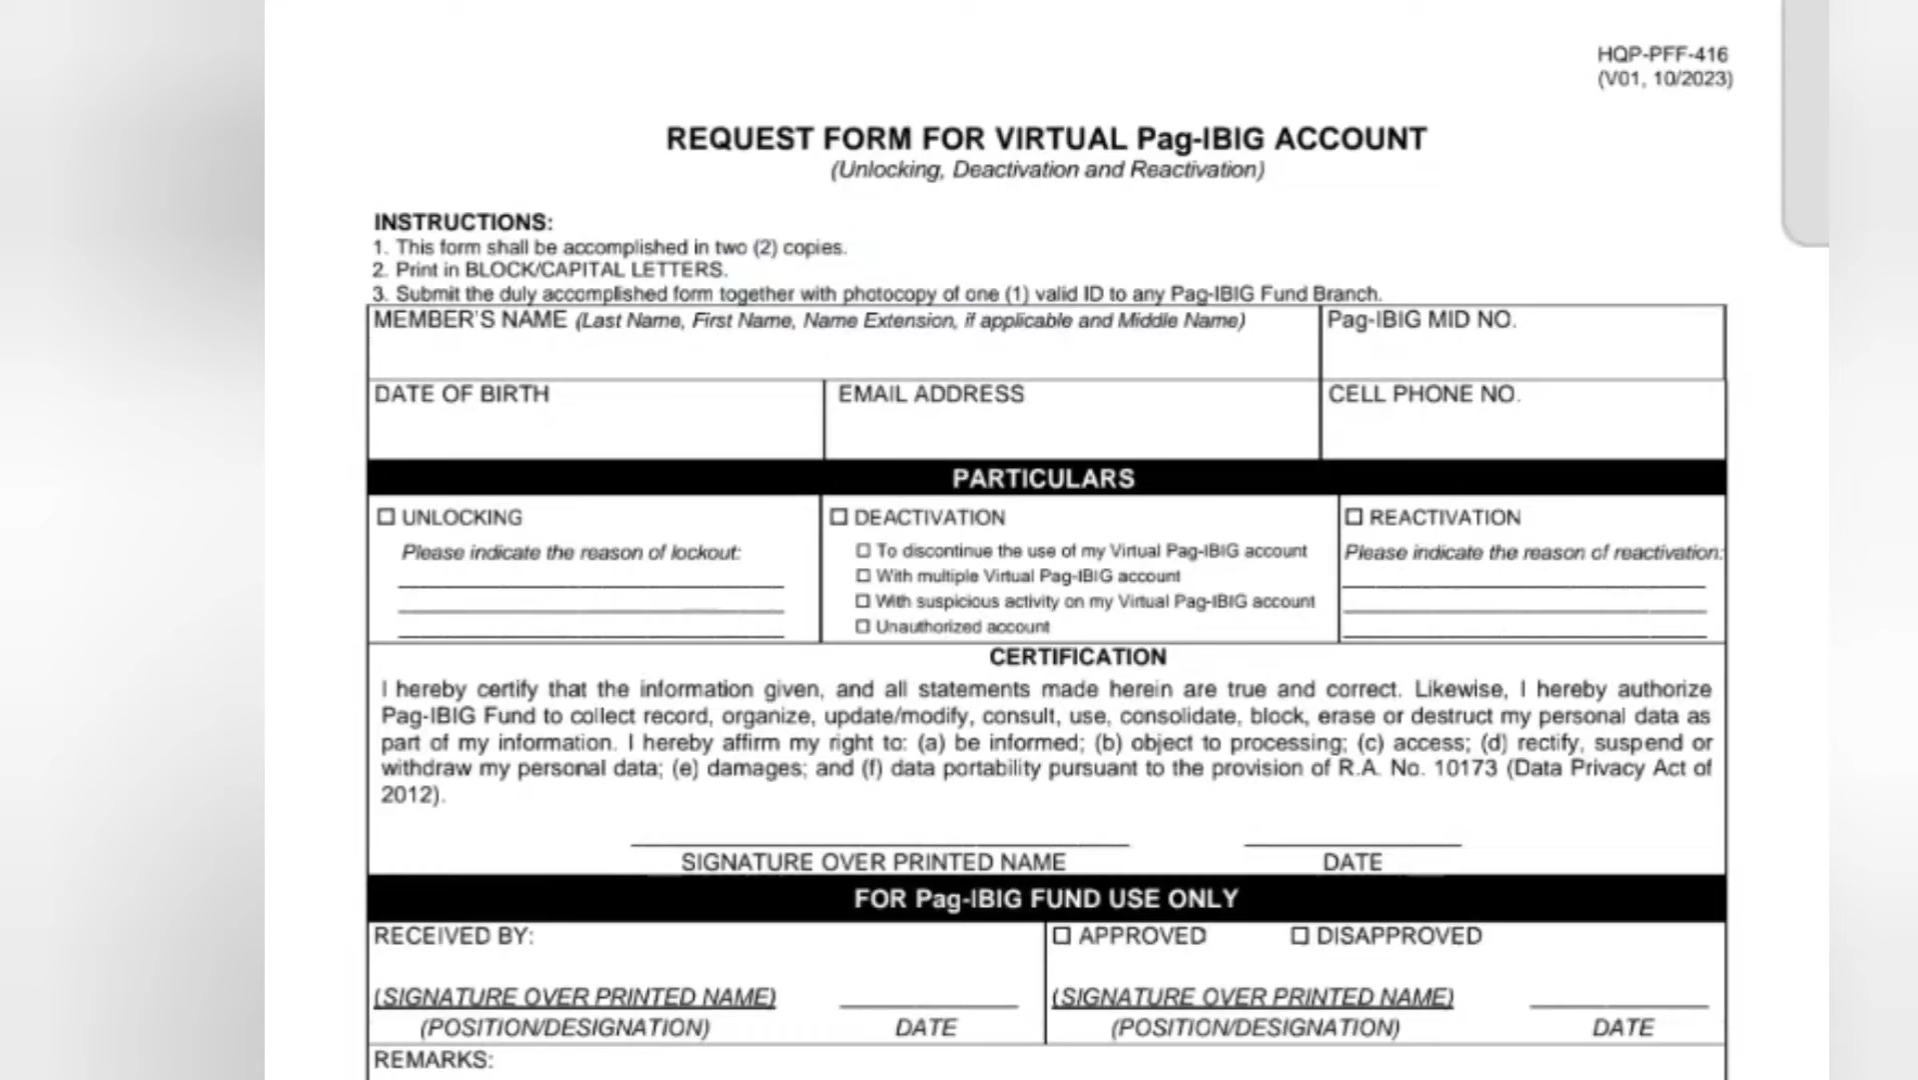 HQP-PFF-416
(V01, 10/2023)
REQUEST FORM FOR VIRTUAL Pag-IBIG ACCOUNT
(Unlocking, Deactivation and Reactivation)
INSTRUCTIONS:
1. This form shall be accomplished in two (2) copies.
2. Print in BLOCK/CAPITAL LETTERS.
3. Submit the duly accomplished form together with photocopy of one (1) valid ID to any Pag-IBIG Fund Branch.
MEMBER'S NAME (Last Name, First Name, Name Extension, if applicable and Middle Name)
Pag-IBIG MID NO.
DATE OF BIRTH
EMAIL ADDRESS
CELL PHONE NO.
PARTICULARS
☐ UNLOCKING
Please indicate the reason of lockout:
☐ DEACTIVATION
☐ To discontinue the use of my Virtual Pag-IBIG account
☐ With multiple Virtual Pag-IBIG account
☐ With suspicious activity on my Virtual Pag-IBIG account
☐ Unauthorized account
☐ REACTIVATION
Please indicate the reason of reactivation:
CERTIFICATION
I hereby certify that the information given, and all statements made herein are true and correct. Likewise, I hereby authorize
Pag-IBIG Fund to collect record, organize, update/modify, consult, use, consolidate, block, erase or destruct my personal data as
part of my information. I hereby affirm my right to: (a) be informed; (b) object to processing; (c) access; (d) rectify, suspend or
withdraw my personal data; (e) damages; and (f) data portability pursuant to the provision of R.A. No. 10173 (Data Privacy Act of
2012).
SIGNATURE OVER PRINTED NAME
DATE
FOR Pag-IBIG FUND USE ONLY
RECEIVED BY:
(SIGNATURE OVER PRINTED NAME)
(POSITION/DESIGNATION)
DATE
☐ APPROVED ☐ DISAPPROVED
(SIGNATURE OVER PRINTED NAME)
(POSITION/DESIGNATION)
DATE
REMARKS: